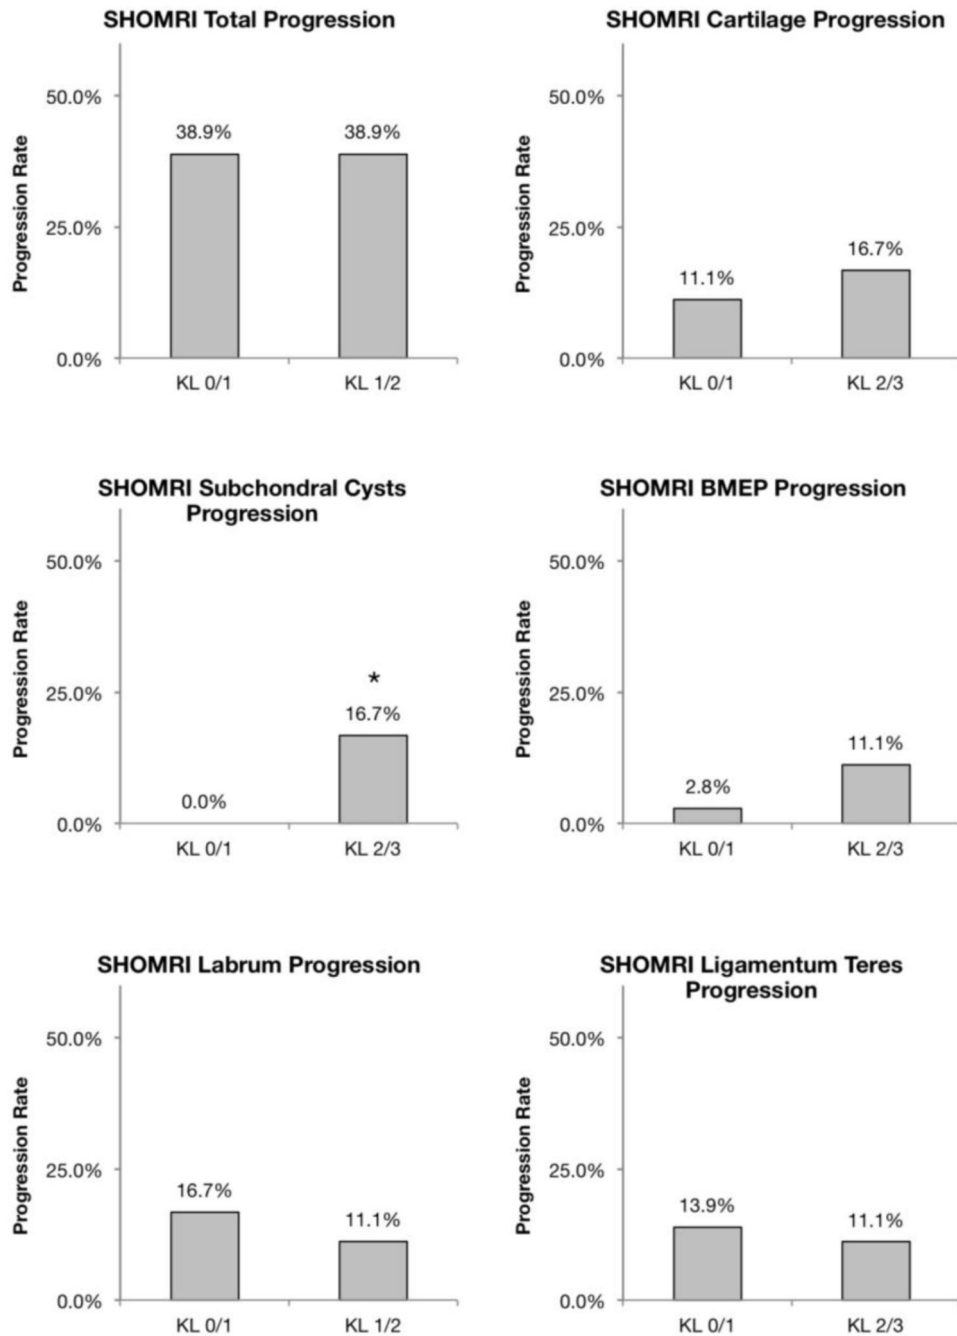 SHOMRI Total Progression
Progression Rate
50.0%
25.0%
0.0%
38.9%
38.9%
KL 0/1
KL 1/2
SHOMRI Cartilage Progression
Progression Rate
50.0%
25.0%
0.0%
11.1%
16.7%
KL 0/1
KL 2/3
SHOMRI Subchondral Cysts
Progression
Progression Rate
50.0%
25.0%
0.0%
0.0%
*
16.7%
KL 0/1
KL 2/3
SHOMRI BMEP Progression
Progression Rate
50.0%
25.0%
0.0%
2.8%
11.1%
KL 0/1
KL 2/3
SHOMRI Labrum Progression
Progression Rate
50.0%
25.0%
0.0%
16.7%
11.1%
KL 0/1
KL 1/2
SHOMRI Ligamentum Teres
Progression
Progression Rate
50.0%
25.0%
0.0%
13.9%
11.1%
KL 0/1
KL 2/3